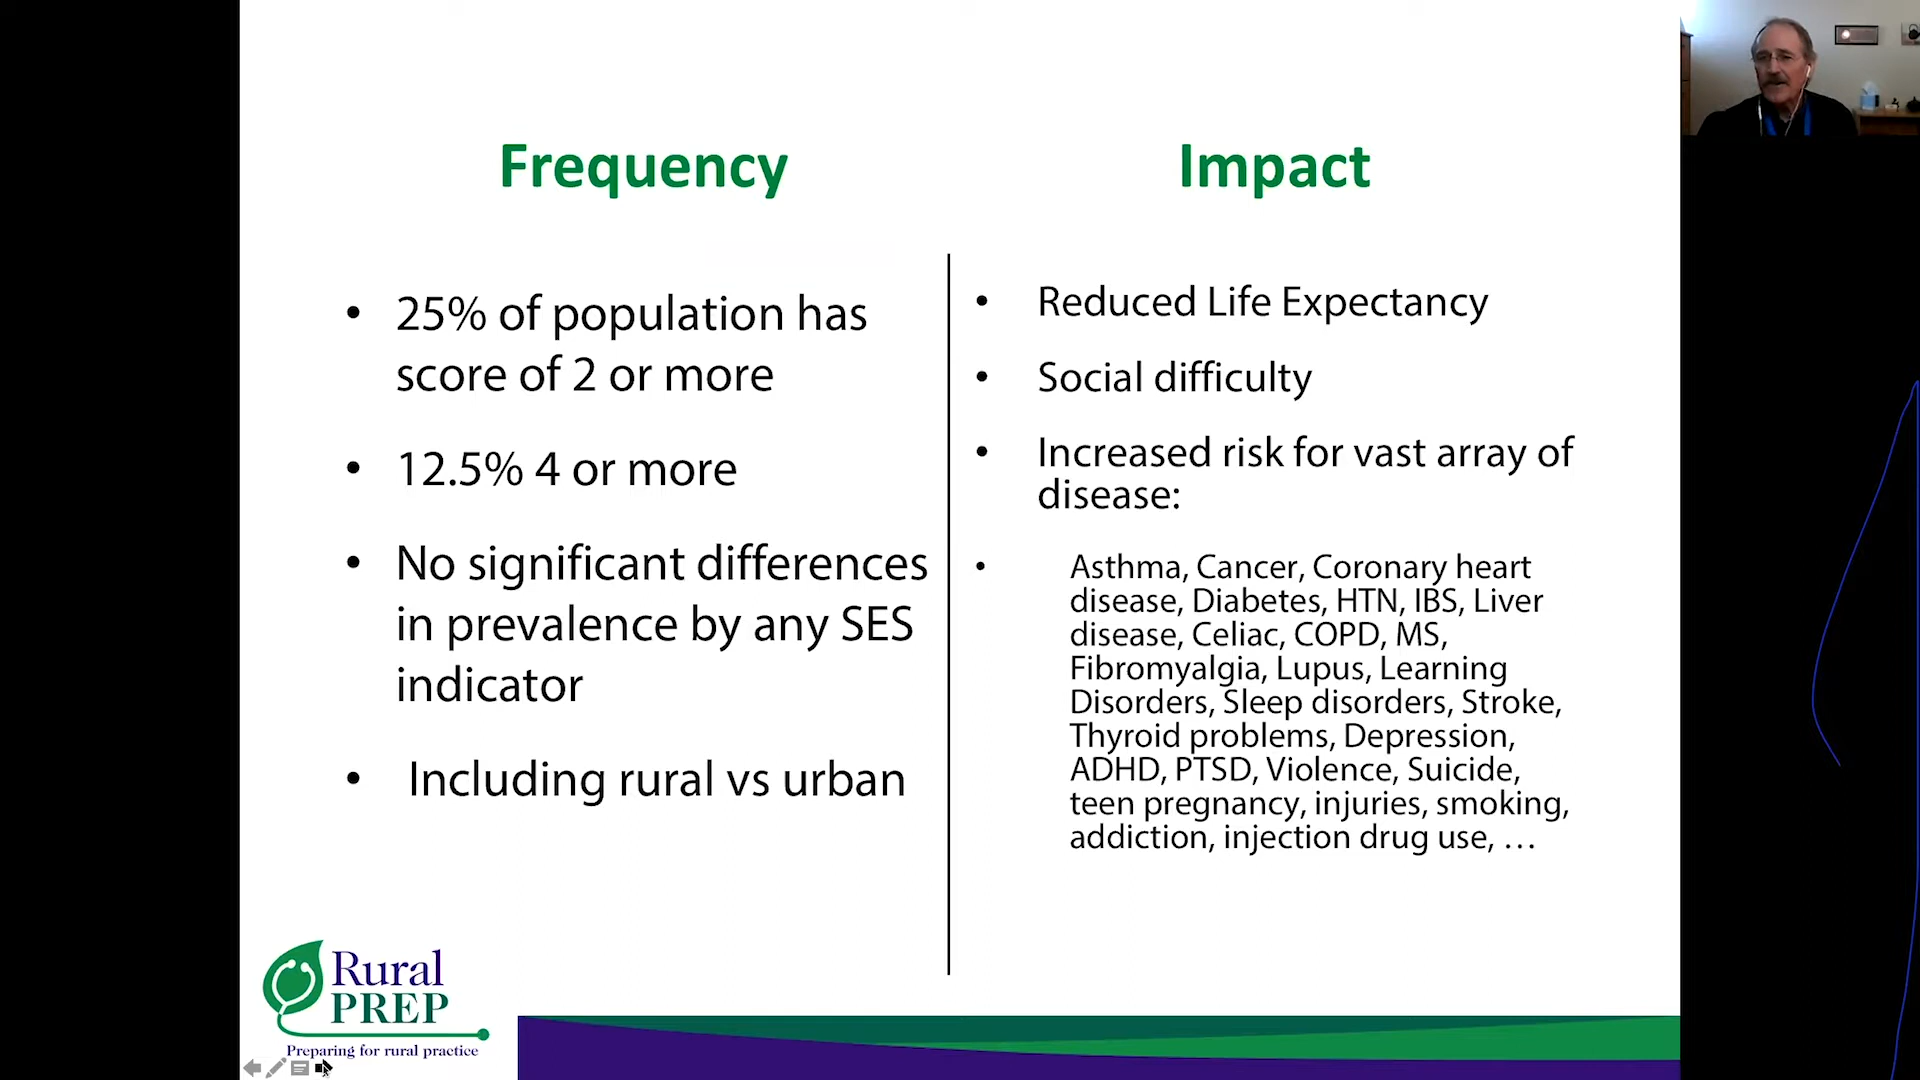 Frequency
• 25% of population has
score of 2 or more
• 12.5% 4 or more
• No significant differences
in prevalence by any SES
indicator
• Including rural vs urban
Impact
• Reduced Life Expectancy
• Social difficulty
• Increased risk for vast array of
disease:
• Asthma, Cancer, Coronary heart
disease, Diabetes, HTN, IBS, Liver
disease, Celiac, COPD, MS,
Fibromyalgia, Lupus, Learning
Disorders, Sleep disorders, Stroke,
Thyroid problems, Depression,
ADHD, PTSD, Violence, Suicide,
teen pregnancy, injuries, smoking,
addiction, injection drug use, …
Rural
PREP
Preparing for rural practice